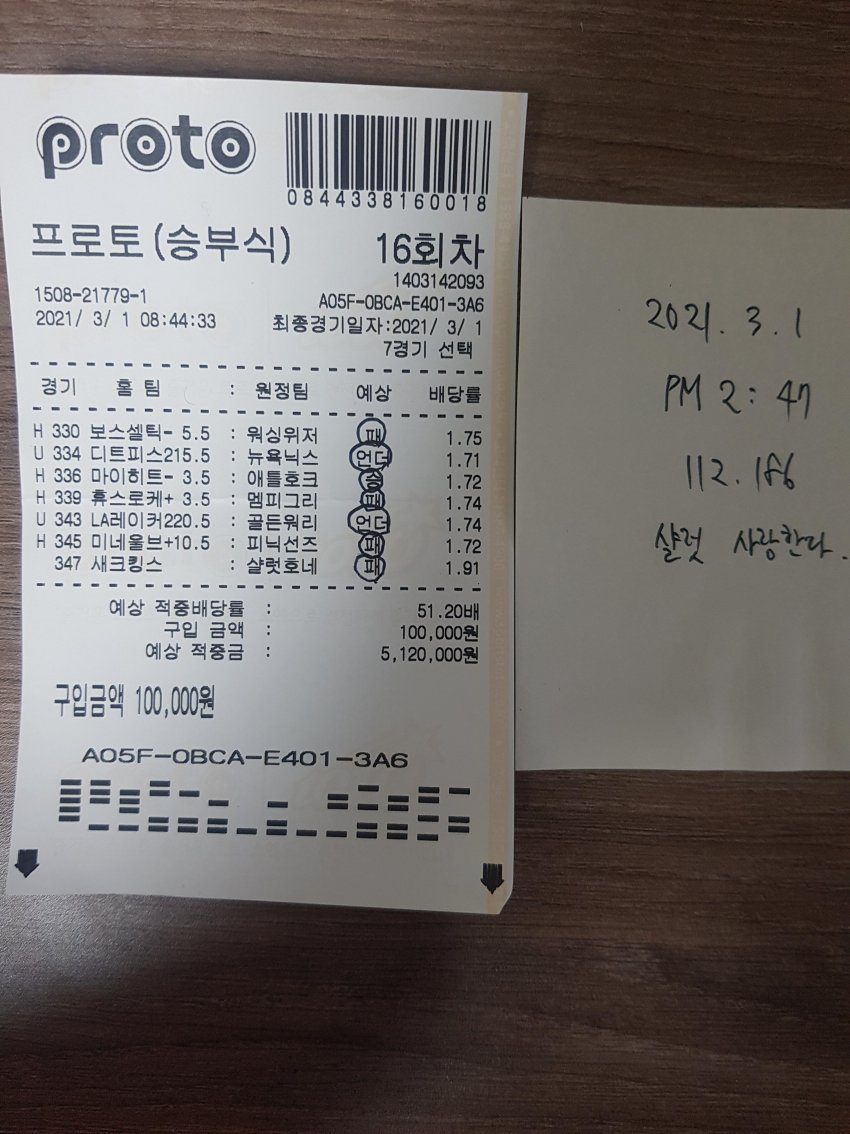 proto
0844338160018
프로토(승부식) 16회차
1403142093
1508-21779-1 A05F-0BCA-E401-3A6
2021/ 3/ 1 08:44:33 최종경기일자:2021/ 3/ 1
7경기 선택
경기 홈 팀 : 원정팀 예상 배당률
H 330 보스셀틱- 5.5 : 워싱위저 패 1.75
U 334 디트피스215.5 : 뉴욕닉스 언더 1.71
H 336 마이히트- 3.5 : 애틀호크 승 1.72
H 339 휴스로케+ 3.5 : 멤피그리 패 1.74
U 343 LA레이커220.5 : 골든워리 언더 1.74
H 345 미네울브+10.5 : 피닉선즈 패 1.72
347 새크킹스 : 샬럿호네 패 1.91
예상 적중배당률 : 51.20배
구입 금액 : 100,000원
예상 적중금 : 5,120,000원
구입금액 100,000원
A05F-0BCA-E401-3A6
2021. 3. 1
PM 2: 47
112.186
샬럿 사랑한다.